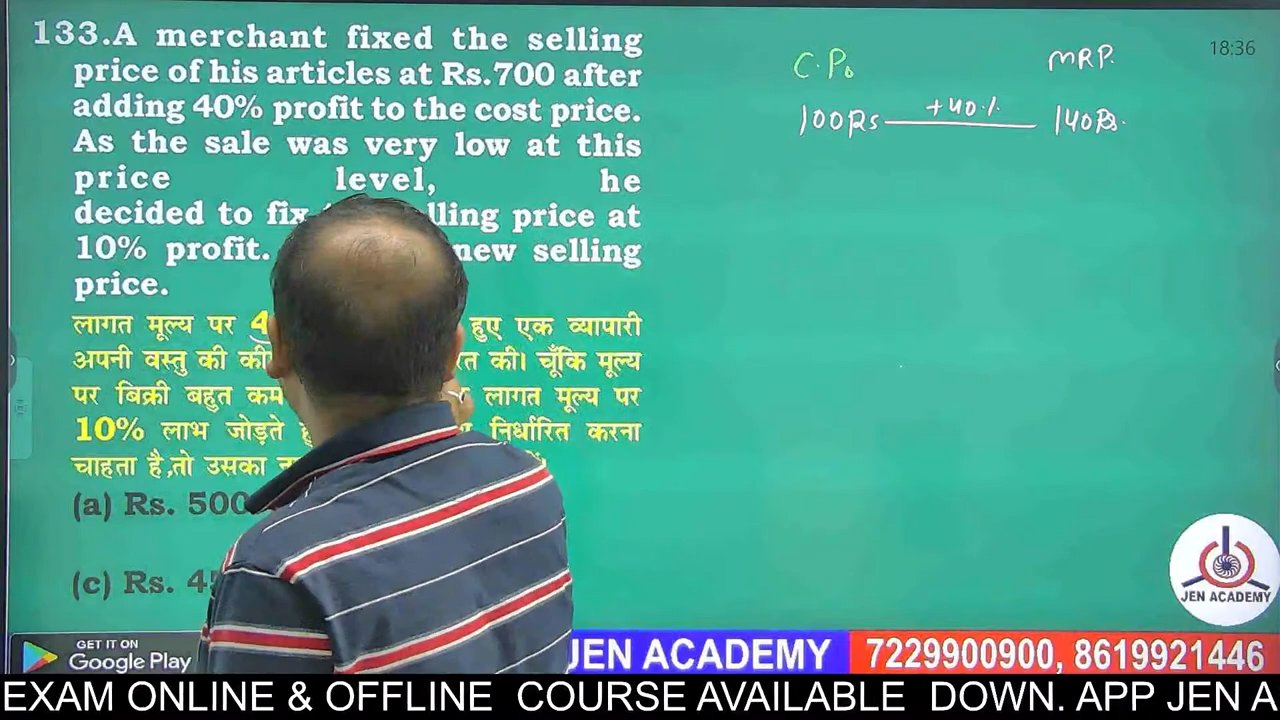 133.A merchant fixed the selling
price of his articles at Rs.700 after
adding 40% profit to the cost price.
As the sale was very low at this
price level, he
decided to fix lling price at
10% profit. new selling
price.
लागत मूल्य पर 4 हुए एक व्यापारी
अपनी वस्तु की की की। चूँकि मूल्य
पर बिक्री बहुत कम लागत मूल्य पर
10% लाभ जोड़ते निर्धारित करना
चाहता है,तो उसका
(a) Rs. 500
(c) Rs. 4
C.P.
MRP.
100Rs +40% 140Rs.
18:36
JEN ACADEMY
GET IT ON
Google Play
JEN ACADEMY
7229900900, 8619921446
EXAM ONLINE & OFFLINE COURSE AVAILABLE DOWN. APP JEN A